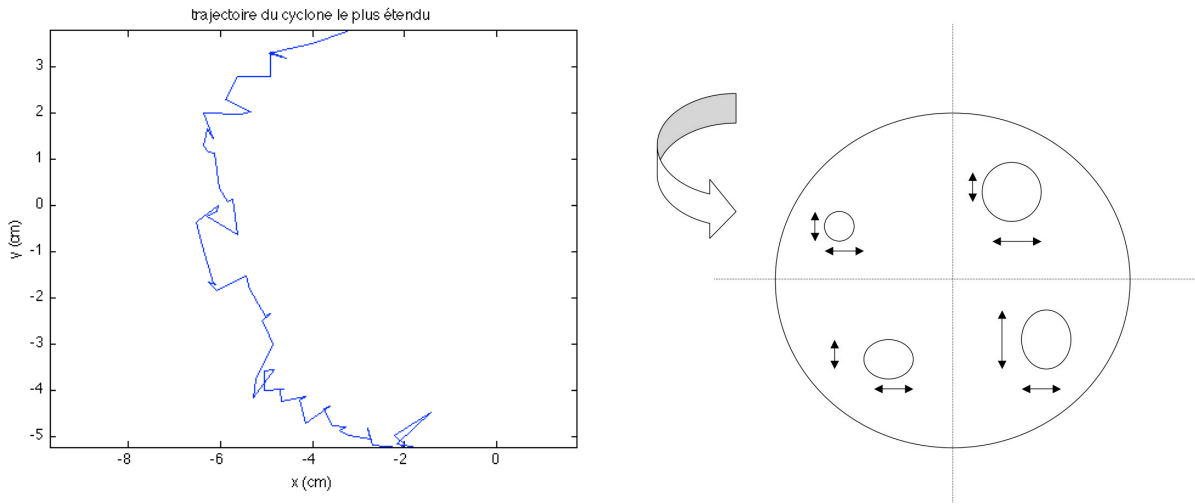 trajectoire du cyclone le plus étendu
3
2
1
0
-1
-2
-3
-4
-5
y (cm)
-8 -6 -4 -2 0
x (cm)